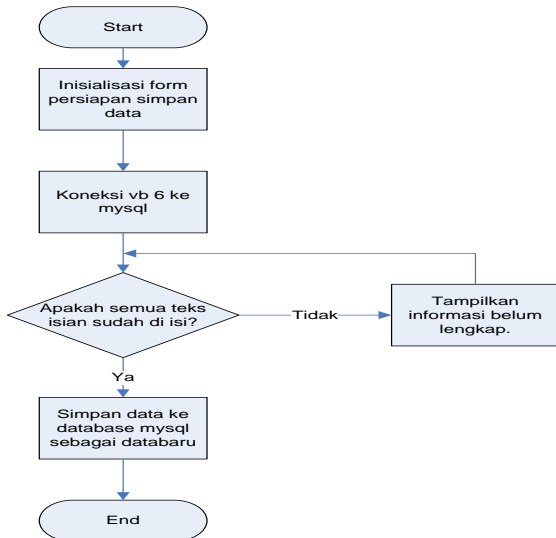 Start
Inisialisasi form
persiapan simpan
data
Koneksi vb 6 ke
mysql
Apakah semua teks
isian sudah di isi?
Tidak
Tampilkan
informasi belum
lengkap.
Ya
Simpan data ke
database mysql
sebagai databaru
End